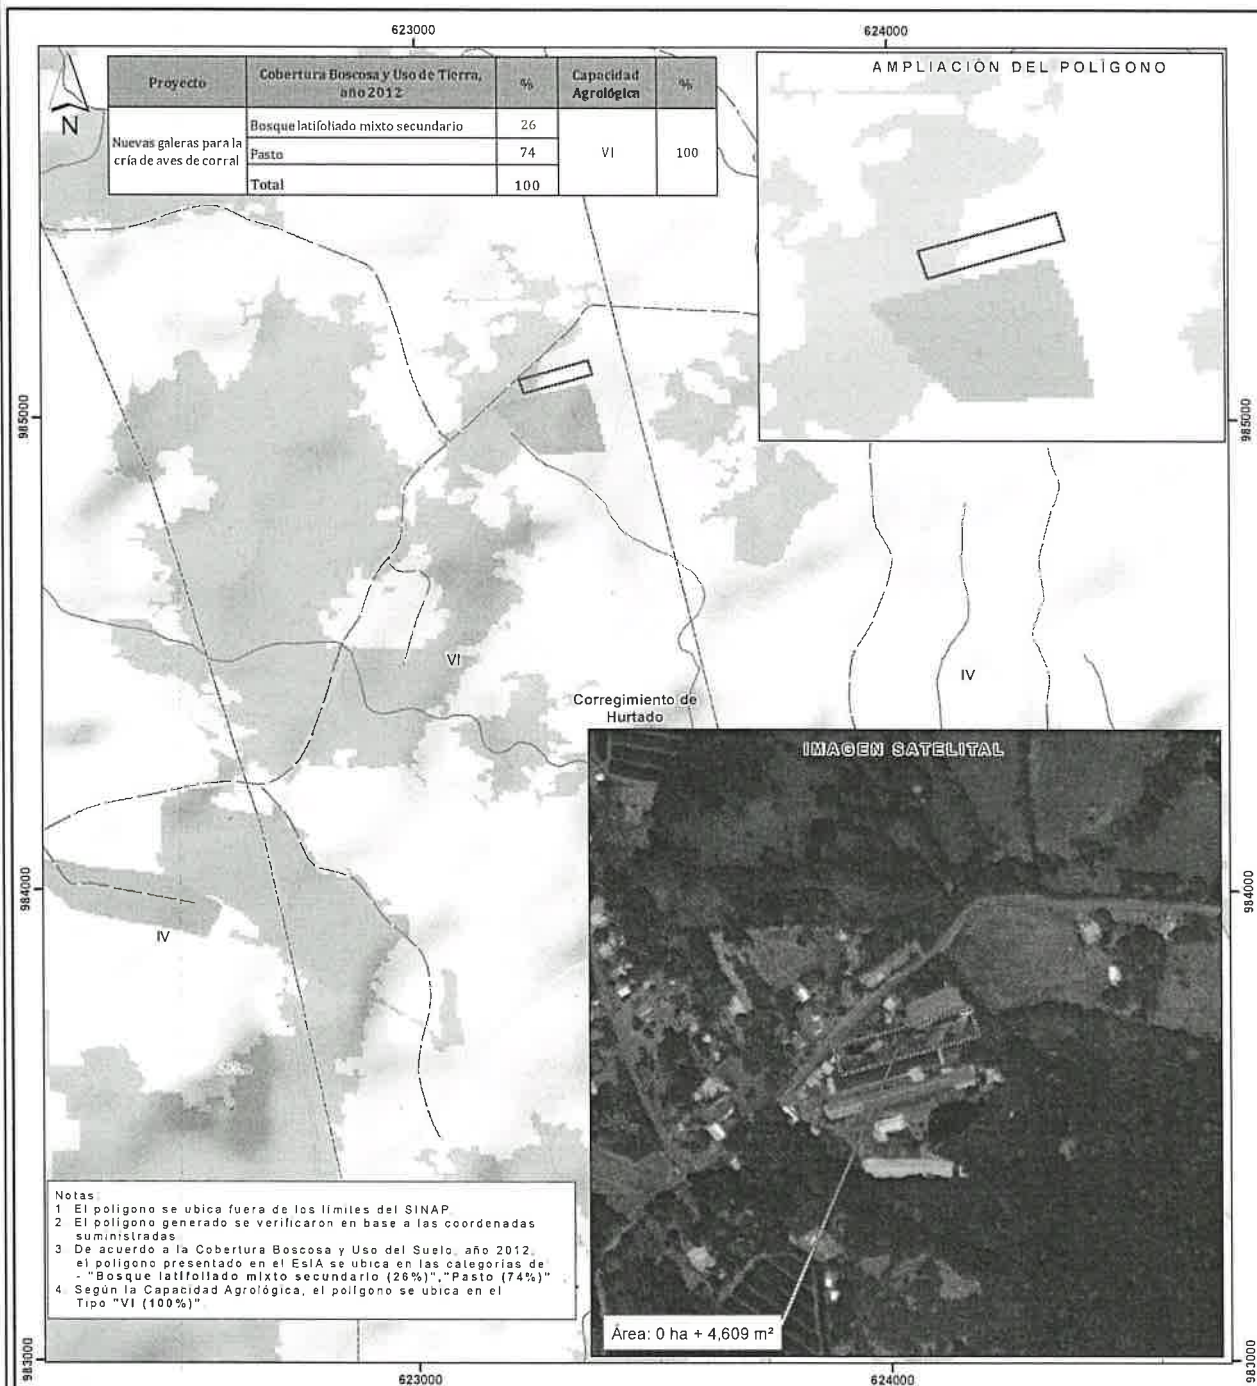 623000
624000
N
Proyecto
Cobertura Boscosa y Uso de Tierra,
año 2012
%
Capacidad
Agrológica
%
Nuevas galeras para la
cría de aves de corral
Bosque latifoliado mixto secundario
26
Pasto
74
Total
100
VI
100
AMPLIACIÓN DEL POLÍGONO
985000
985000
VI
IV
Corregimiento de
Hurtado
IMAGEN SATELITAL
984000
984000
IV
Notas:
1 El polígono se ubica fuera de los límites del SINAP.
2 El polígono generado se verificaron en base a las coordenadas
suministradas
3 De acuerdo a la Cobertura Boscosa y Uso del Suelo, año 2012,
el polígono presentado en el EsIA se ubica en las categorías de
- "Bosque latifoliado mixto secundario (26%)","Pasto (74%)"
4. Según la Capacidad Agrológica, el polígono se ubica en el
Tipo "VI (100%)".
Área: 0 ha + 4,609 m²
983000
983000
623000
624000